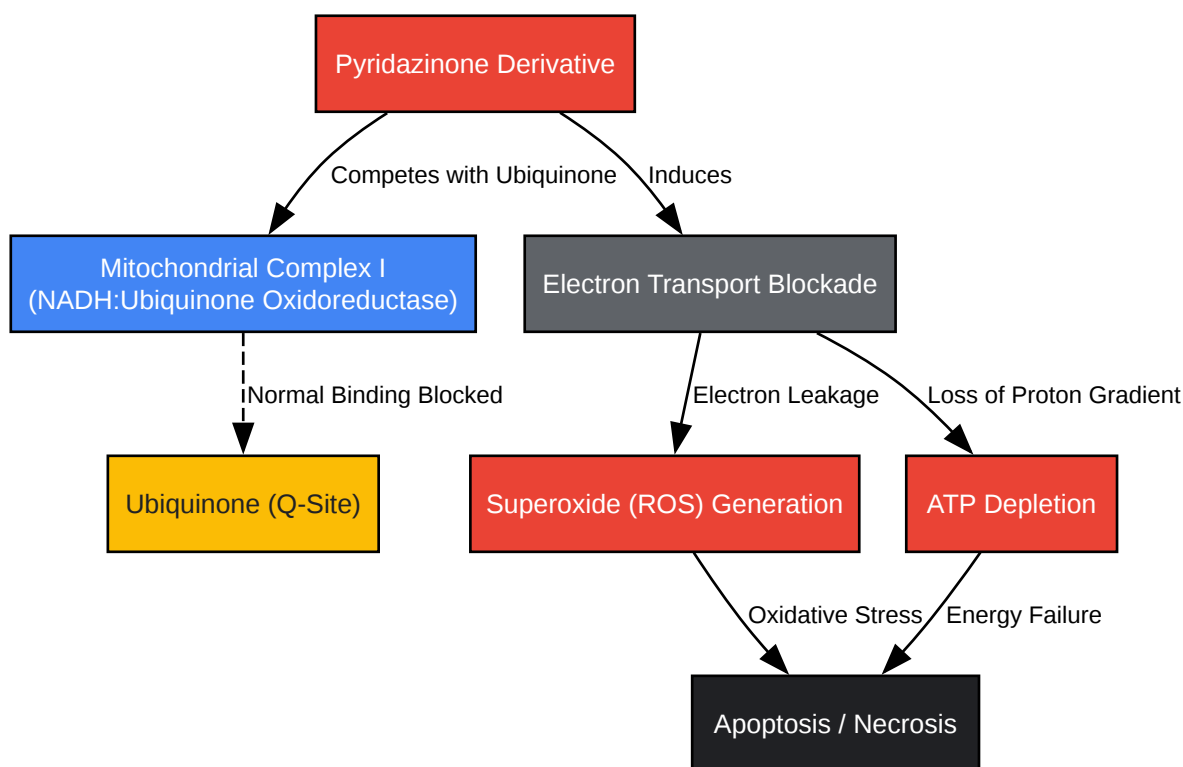 Pyridazinone Derivative
Competes with Ubiquinone
Induces
Mitochondrial Complex I
(NADH:Ubiquinone Oxidoreductase)
Electron Transport Blockade
Normal Binding Blocked
Electron Leakage
Loss of Proton Gradient
Ubiquinone (Q-Site)
Superoxide (ROS) Generation
ATP Depletion
Oxidative Stress
Energy Failure
Apoptosis / Necrosis